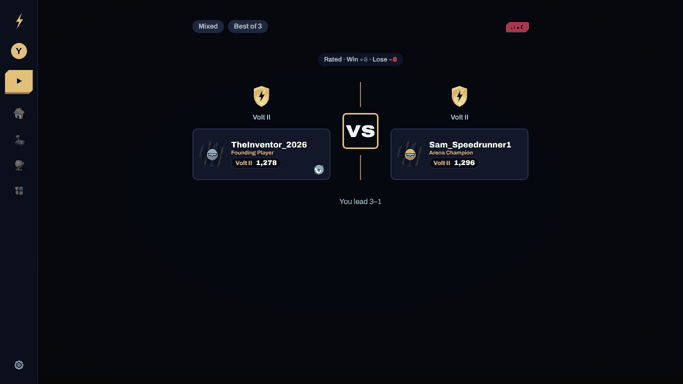 Mixed
Best of 3
Rated · Win +8 · Lose −8
Y
Volt II
Volt II
VS
TheInventor_2026
Founding Player
Volt II 1,278
Sam_Speedrunner1
Arena Champion
Volt II 1,296
You lead 3–1